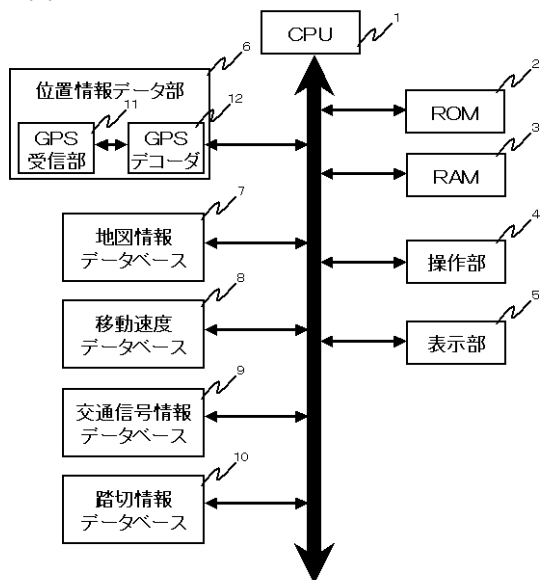 CPU
1
6
位置情報データ部
11
GPS
受信部
12
GPS
デコーダ
2
ROM
3
RAM
7
地図情報
データベース
4
操作部
8
移動速度
データベース
5
表示部
9
交通信号情報
データベース
10
踏切情報
データベース